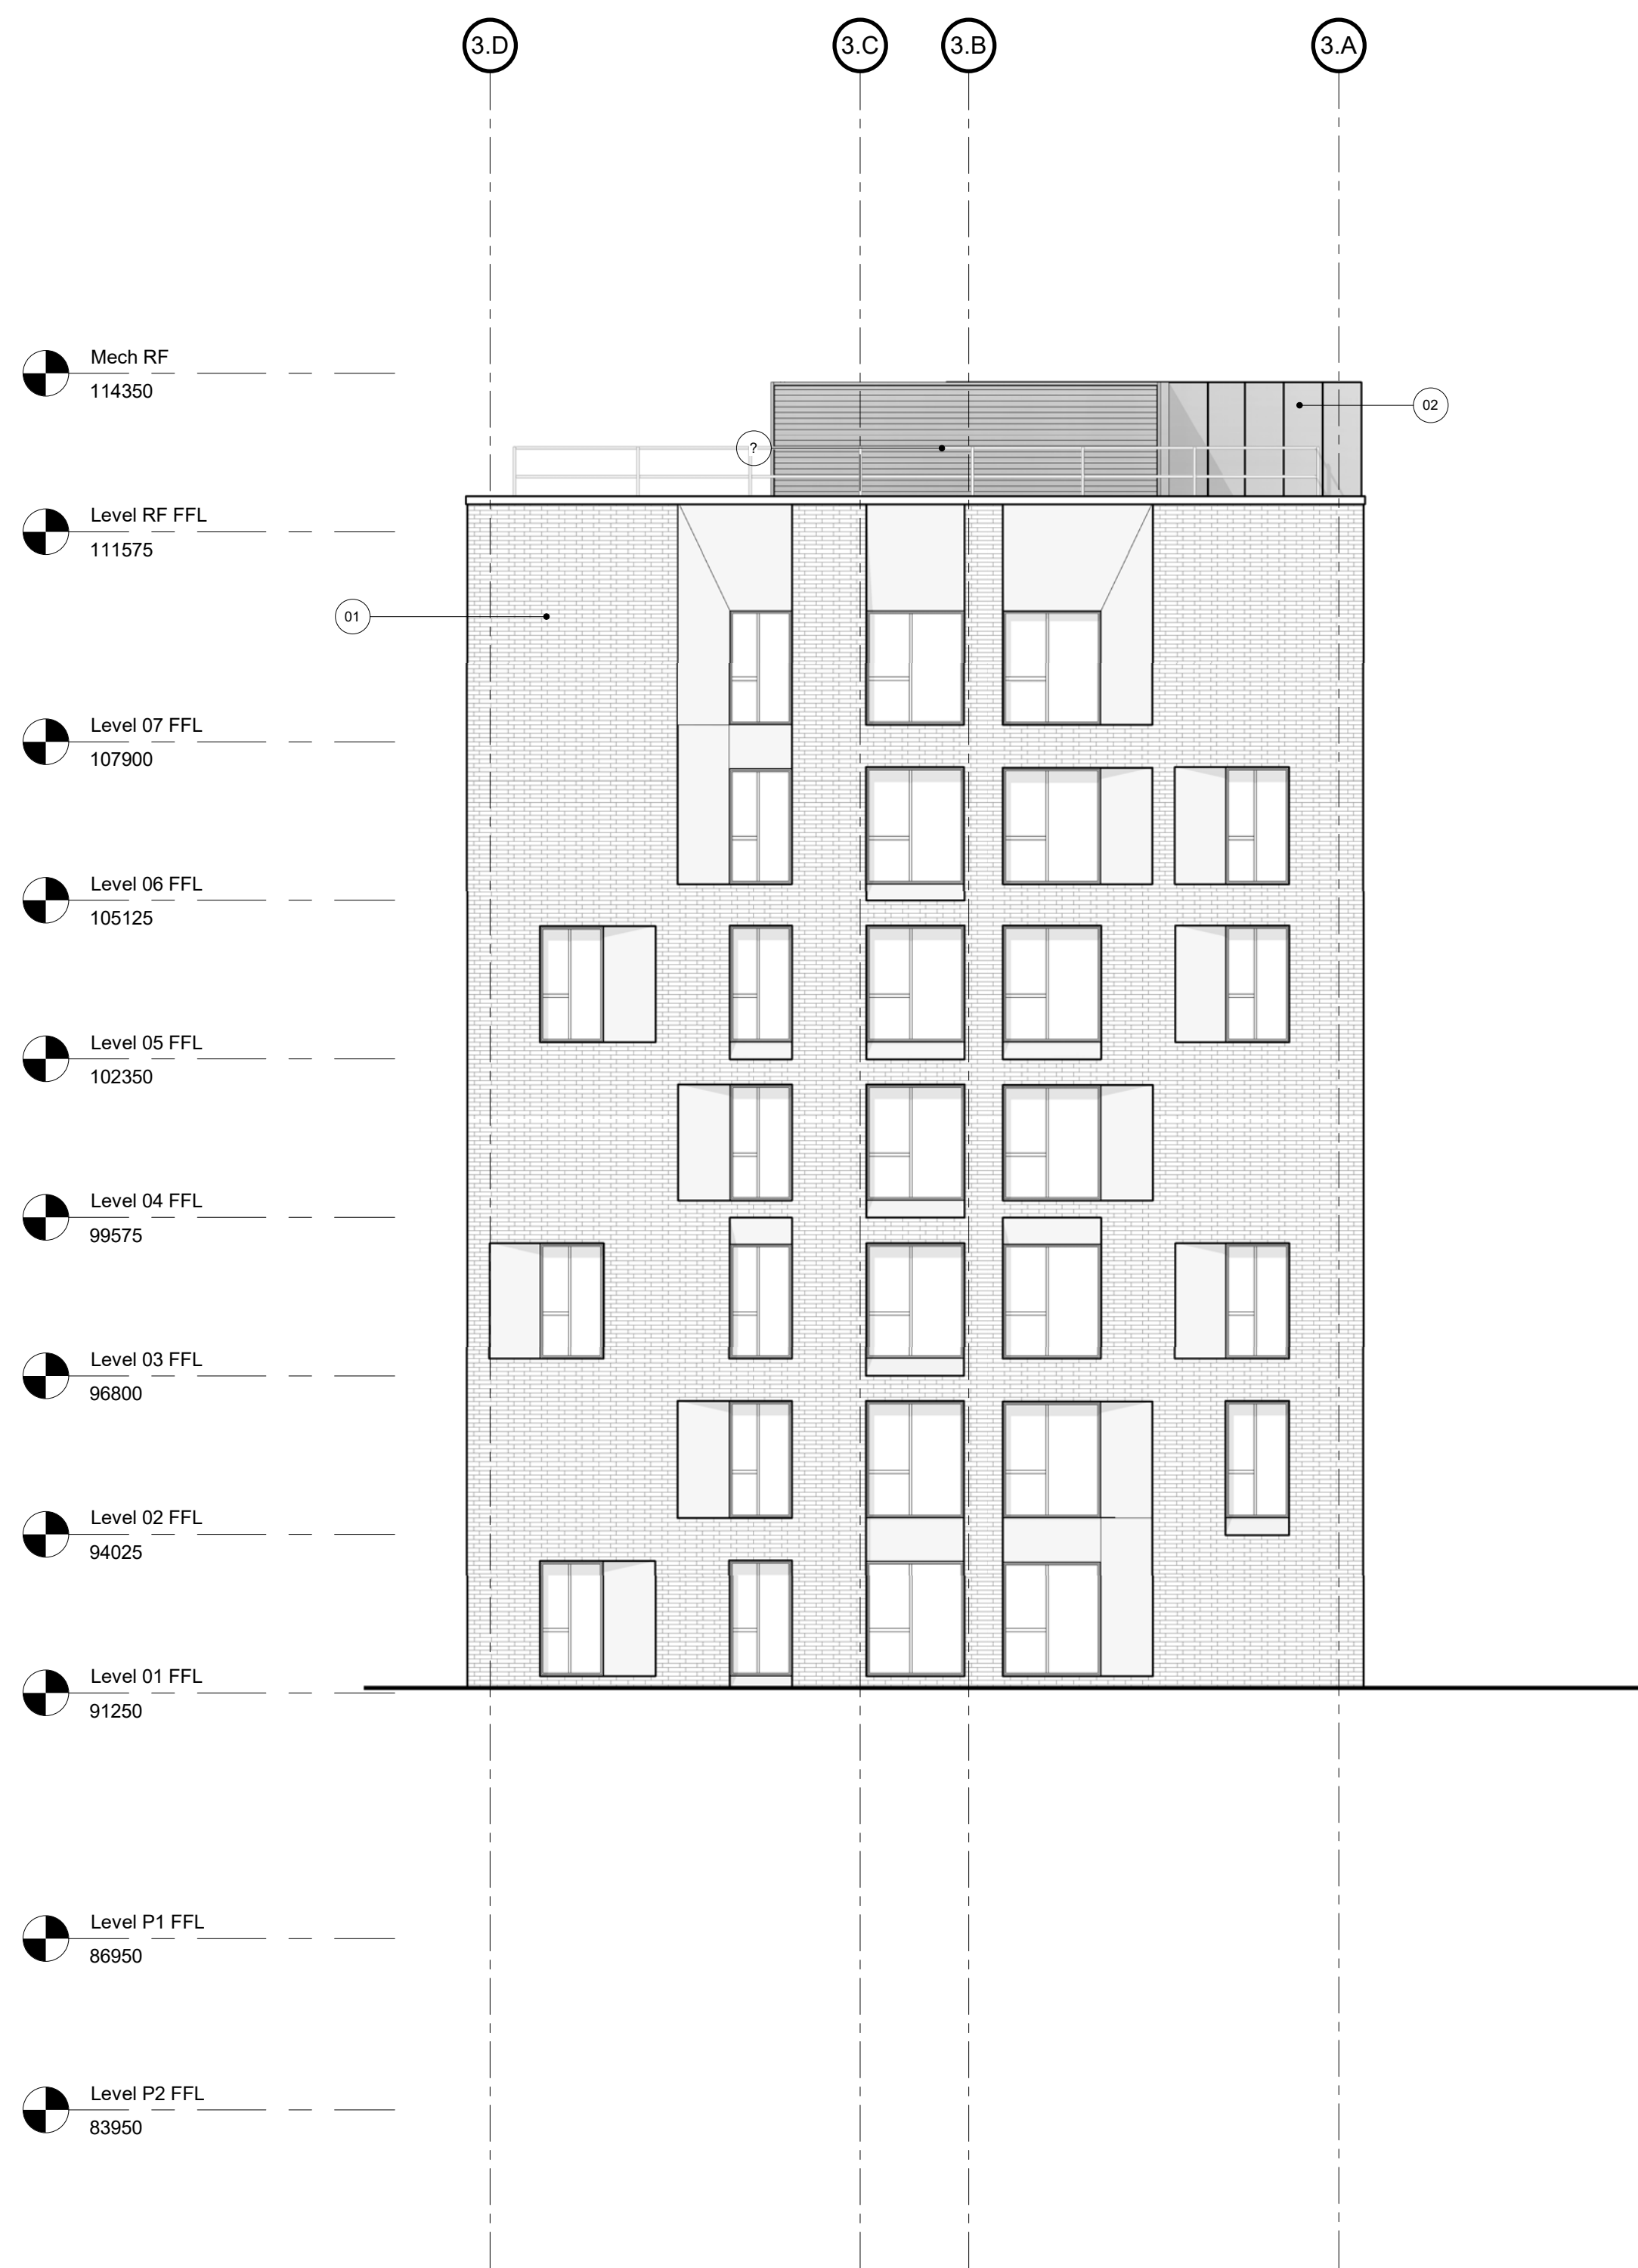 3.D
3.C
3.B
3.A
Mech RF
114350
02
?
Level RF FFL
111575
01
Level 07 FFL
107900
Level 06 FFL
105125
Level 05 FFL
102350
Level 04 FFL
99575
Level 03 FFL
96800
Level 02 FFL
94025
Level 01 FFL
91250
Level P1 FFL
86950
Level P2 FFL
83950